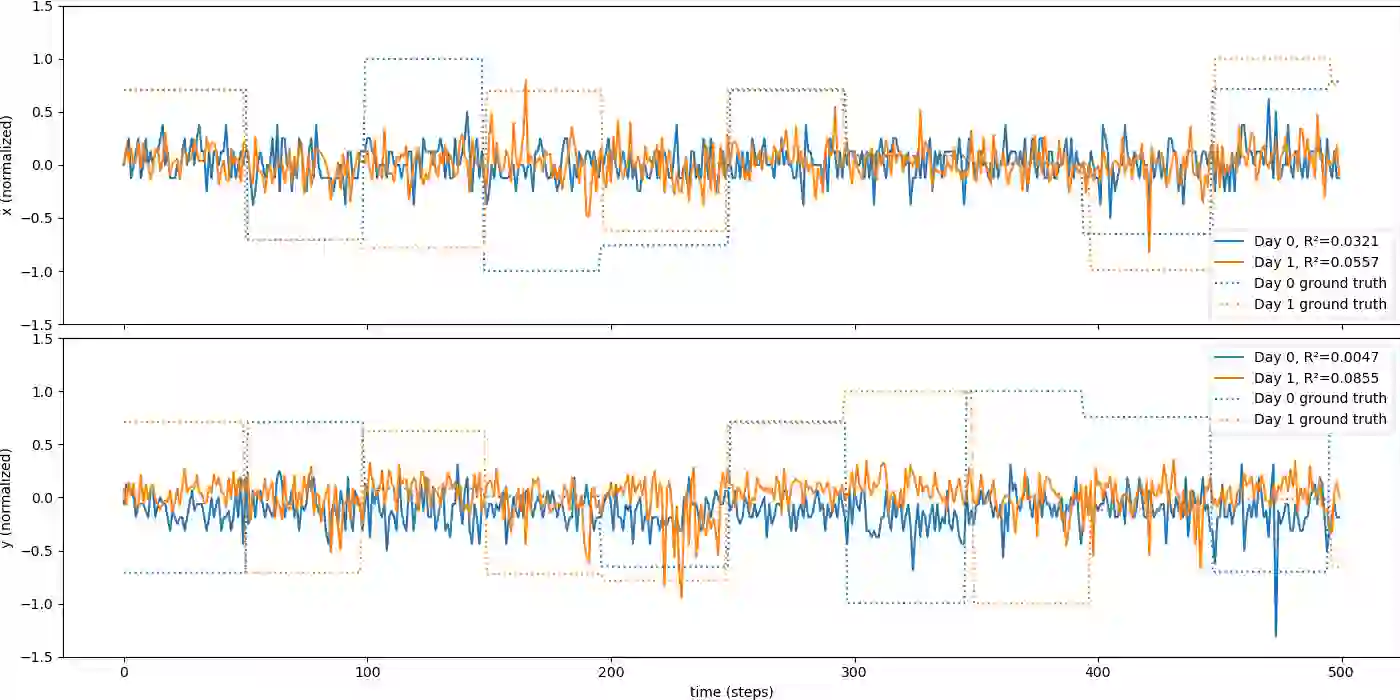 1.5
1.0
0.5
0.0
−0.5
−1.0
−1.5
x (normalized)
Day 0, R²=0.0321
Day 1, R²=0.0557
Day 0 ground truth
Day 1 ground truth
1.5
1.0
0.5
0.0
−0.5
−1.0
−1.5
y (normalized)
Day 0, R²=0.0047
Day 1, R²=0.0855
Day 0 ground truth
Day 1 ground truth
0 100 200 300 400 500
time (steps)